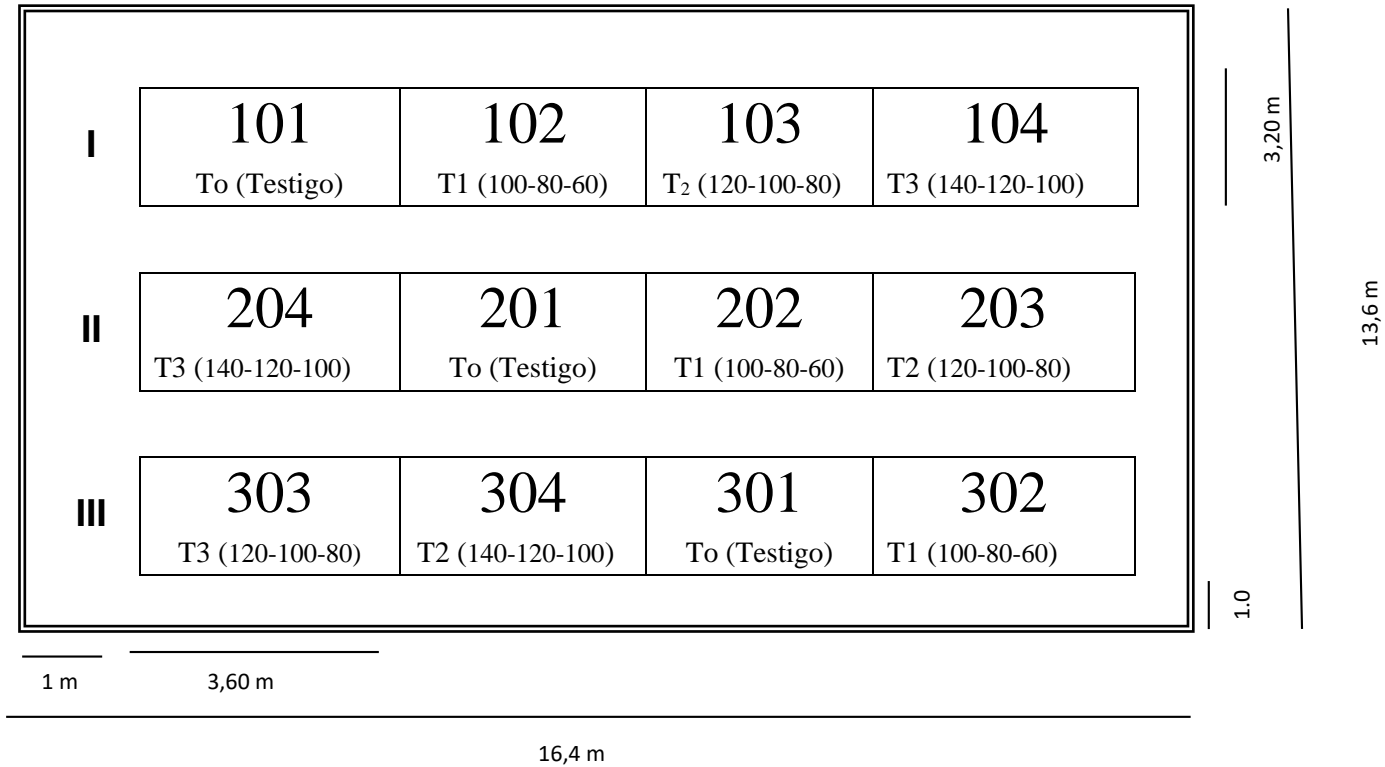 I
101 102 103 104
To (Testigo) T1 (100-80-60) T₂ (120-100-80) T3 (140-120-100)
3,20 m
II
204 201 202 203
T3 (140-120-100) To (Testigo) T1 (100-80-60) T2 (120-100-80)
13,6 m
III
303 304 301 302
T3 (120-100-80) T2 (140-120-100) To (Testigo) T1 (100-80-60)
1.0
1 m 3,60 m
16,4 m